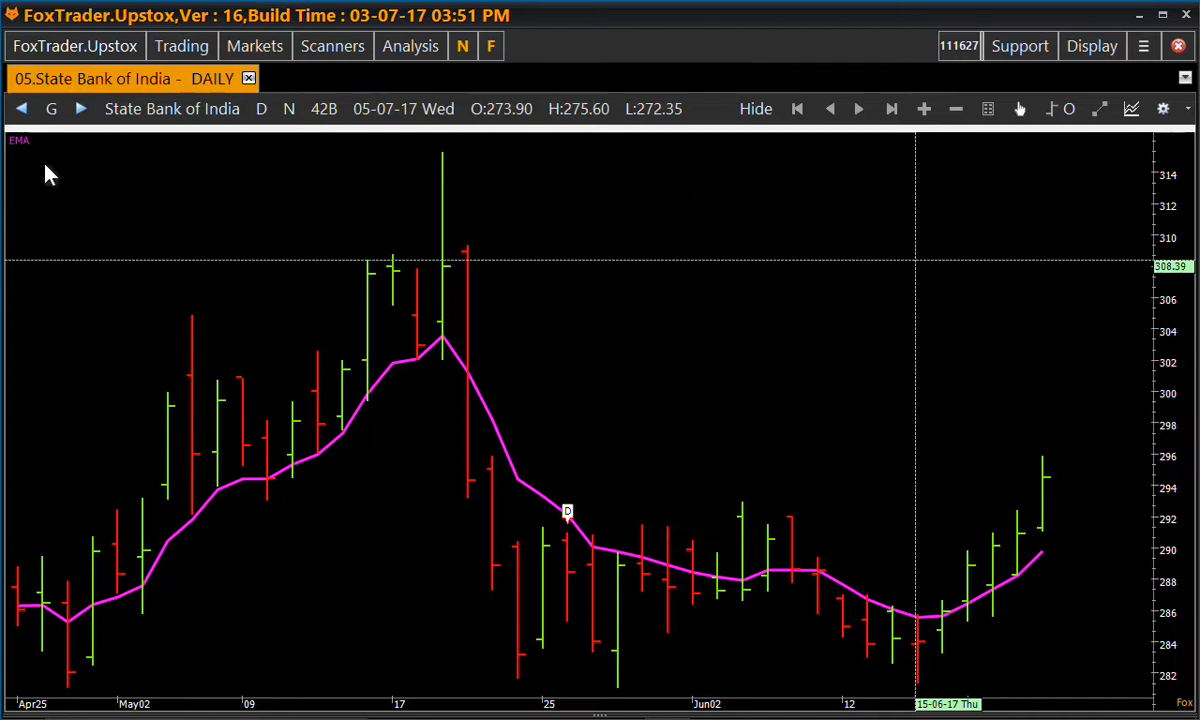 FoxTrader.Upstox,Ver : 16,Build Time : 03-07-17 03:51 PM
FoxTrader.Upstox Trading Markets Scanners Analysis N F 111627 Support Display
05.State Bank of India - DAILY
G State Bank of India D N 42B 05-07-17 Wed O:273.90 H:275.60 L:272.35 Hide O
EMA
314
312
310
308.39
306
304
302
300
298
296
294
292
D
290
288
286
284
282
Apr25 May02 09 17 25 Jun02 12 15-06-17 Thu Fox